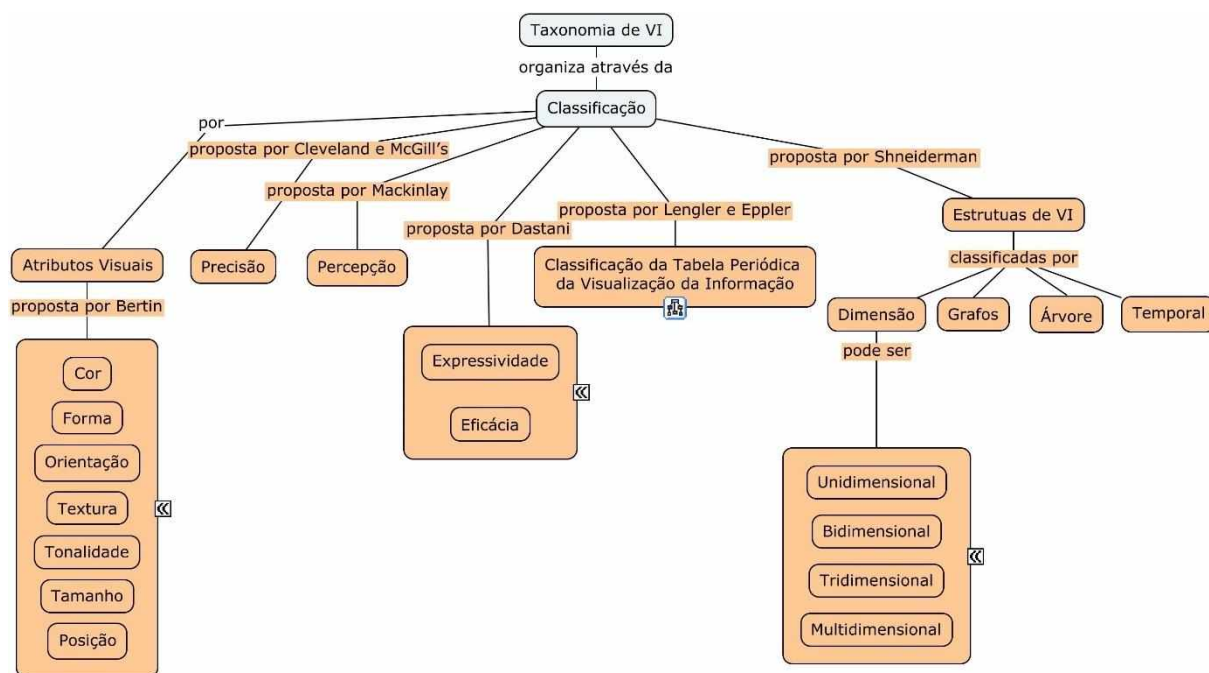 Taxonomia de VI
organiza através da
Classificação
por
proposta por Cleveland e McGill's
proposta por Shneiderman
proposta por Mackinlay
proposta por Lengler e Eppler
proposta por Dastani
Estrutuas de VI
Atributos Visuais
Precisão
Percepção
Classificação da Tabela Periódica
da Visualização da Informação
classificadas por
proposta por Bertin
Dimensão
Grafos
Árvore
Temporal
pode ser
Cor
Forma
Orientação
Textura
Tonalidade
Tamanho
Posição
Expressividade
Eficácia
Unidimensional
Bidimensional
Tridimensional
Multidimensional